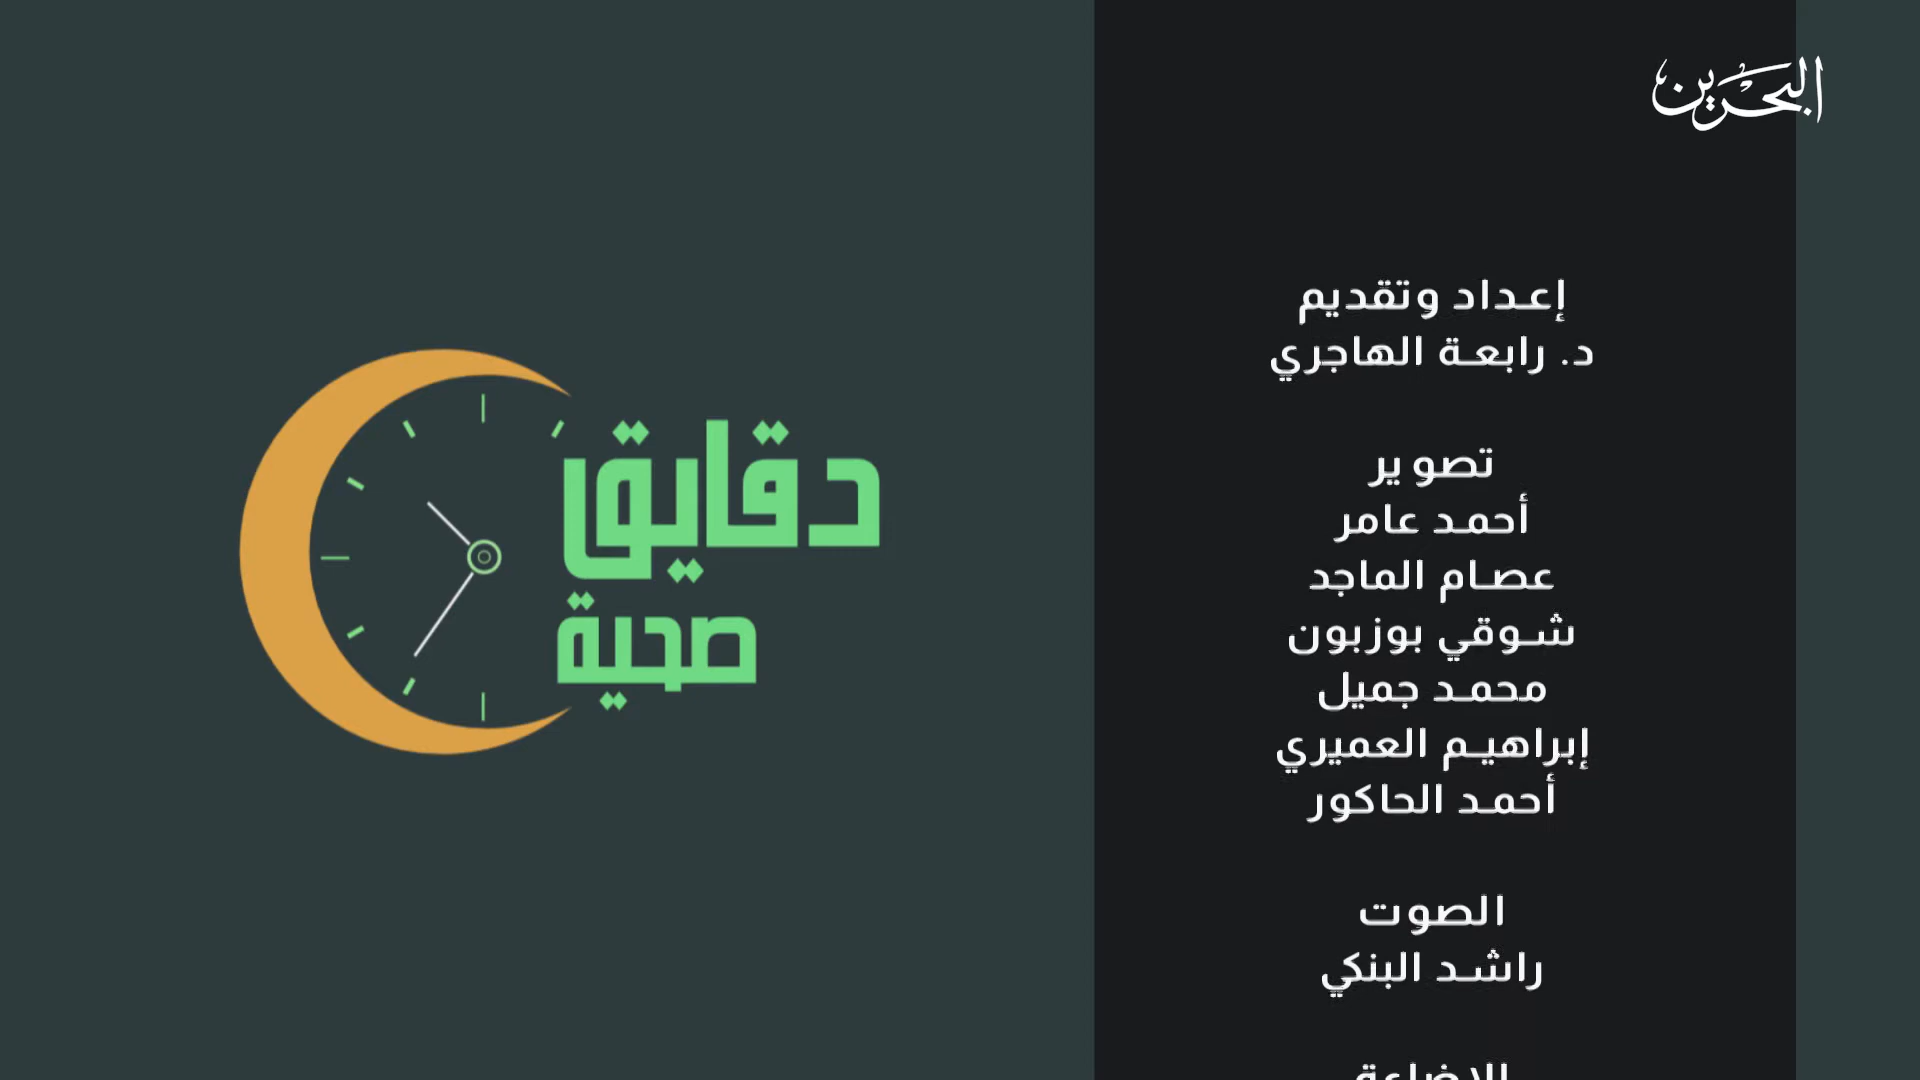 البحرين
دقايق
صحية
إعداد وتقديم
د. رابعة الهاجري
تصوير
أحمد عامر
عصام الماجد
شوقي بوزبون
محمد جميل
إبراهيم العميري
أحمد الحاكور
الصوت
راشد البنكي
الإضاعة